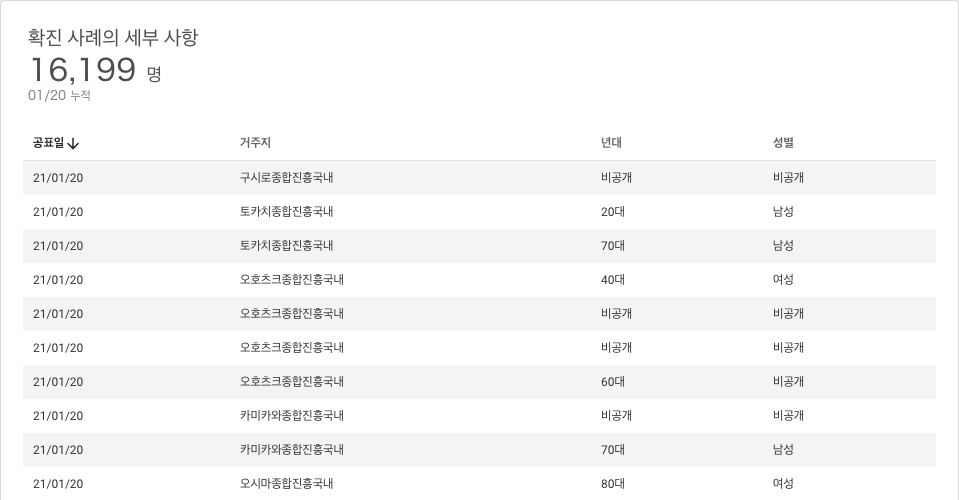 확진 사례의 세부 사항
16,199 명
01/20 누적
공표일 거주지 년대 성별
21/01/20 구시로종합진흥국내 비공개 비공개
21/01/20 토카치종합진흥국내 20대 남성
21/01/20 토카치종합진흥국내 70대 남성
21/01/20 오호츠크종합진흥국내 40대 여성
21/01/20 오호츠크종합진흥국내 비공개 비공개
21/01/20 오호츠크종합진흥국내 비공개 비공개
21/01/20 오호츠크종합진흥국내 60대 비공개
21/01/20 카미카와종합진흥국내 비공개 비공개
21/01/20 카미카와종합진흥국내 70대 남성
21/01/20 오시마종합진흥국내 80대 여성